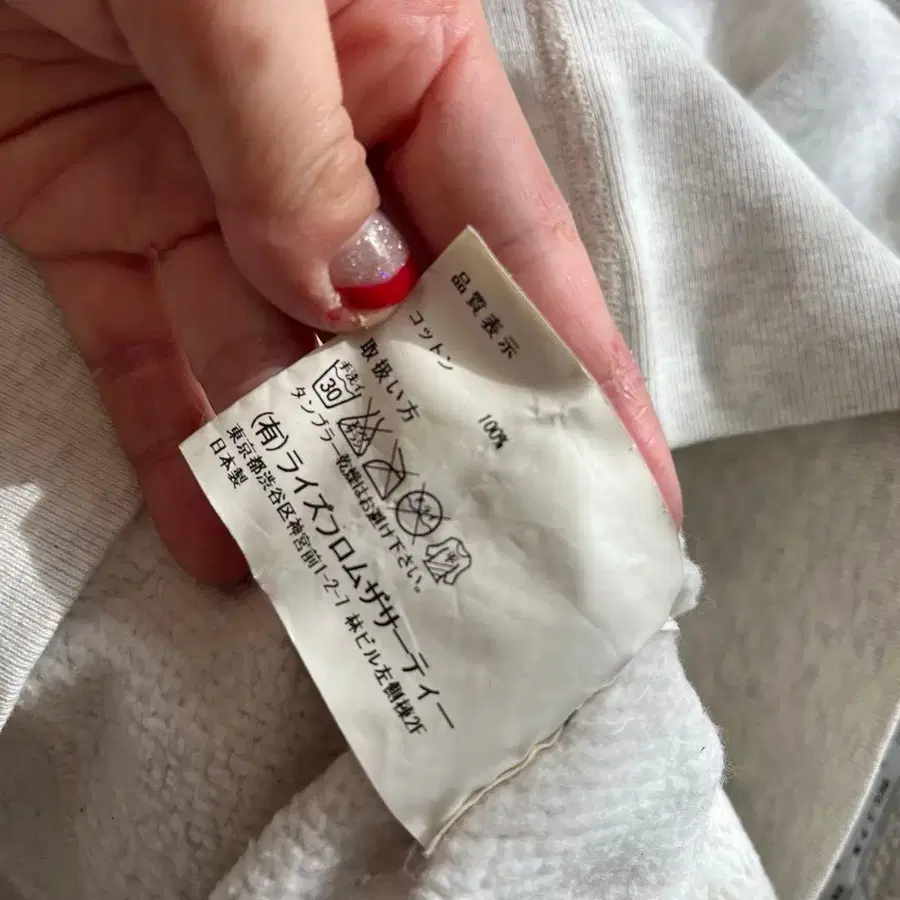 品質表示
コットン 100%
取扱い方
手洗イ
30
タンブラー乾燥はお避け下さい。
(有)ライズフロムザサーティー
東京都渋谷区神宮前1-2-7 林ビル左側棟2F
日本製